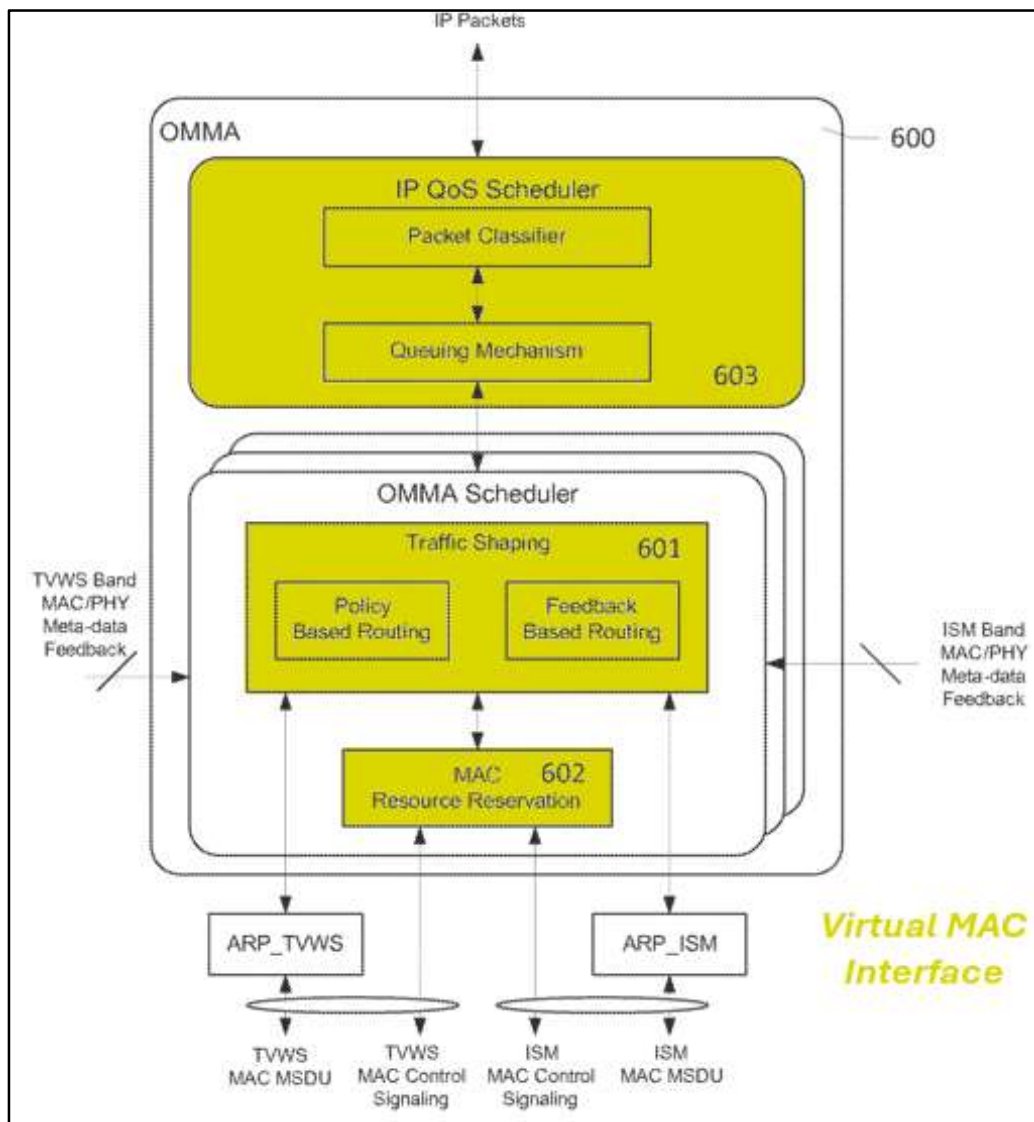 IP Packets
OMMA
600
IP QoS Scheduler
Packet Classifier
Queuing Mechanism
603
OMMA Scheduler
Traffic Shaping
601
Policy
Based Routing
Feedback
Based Routing
TVWS Band
MAC/PHY
Meta-data
Feedback
ISM Band
MAC/PHY
Meta-data
Feedback
MAC
Resource Reservation
602
ARP_TVWS
ARP_ISM
Virtual MAC
Interface
TVWS
MAC MSDU
TVWS
MAC Control
Signaling
ISM
MAC Control
Signaling
ISM
MAC MSDU